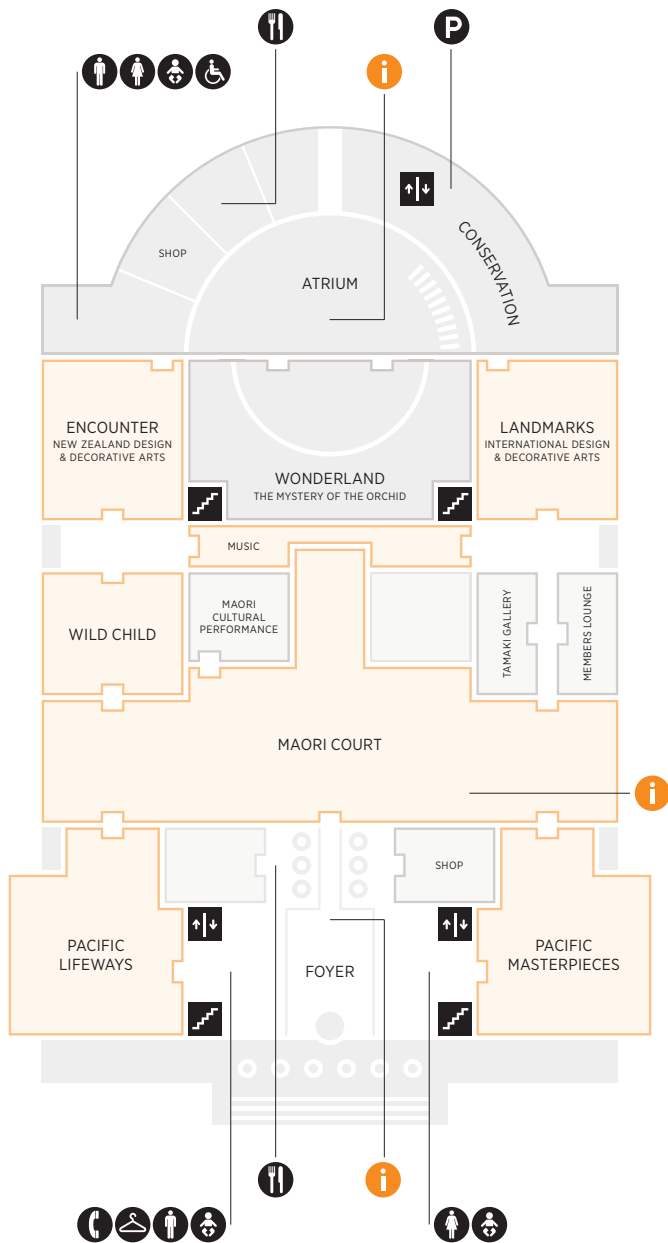 P
i
SHOP
ATRIUM
CONSERVATION
ENCOUNTER
NEW ZEALAND DESIGN
& DECORATIVE ARTS
WONDERLAND
THE MYSTERY OF THE ORCHID
LANDMARKS
INTERNATIONAL DESIGN
& DECORATIVE ARTS
MUSIC
WILD CHILD
MAORI
CULTURAL
PERFORMANCE
TAMAKI GALLERY
MEMBERS LOUNGE
MAORI COURT
i
SHOP
PACIFIC
LIFEWAYS
FOYER
PACIFIC
MASTERPIECES
i